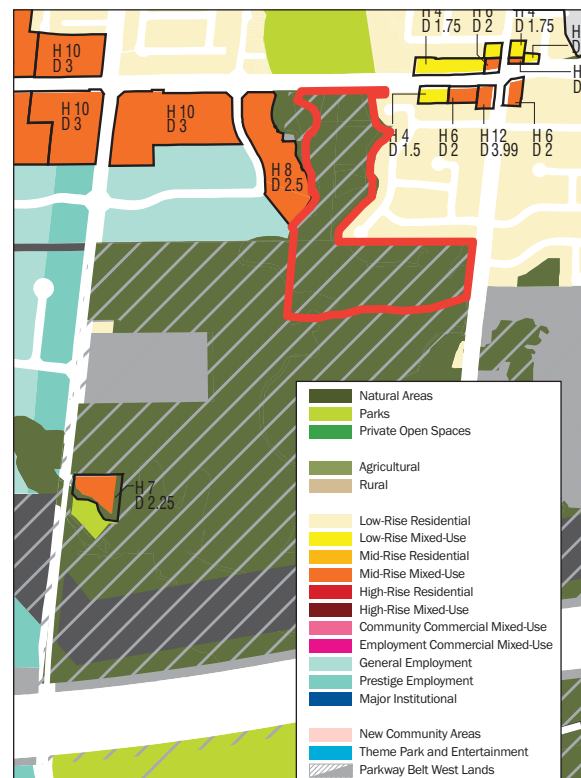 H 4
D 1.75
H 6
D 2
H 4
D 1.75
H
D
H
D
H 10
D 3
H 10
D 3
H 10
D 3
H 4
D 1.5
H 6
D 2
H 12
D 3.99
H 6
D 2
H 8
D 2.5
H 7
D 2.25
Natural Areas
Parks
Private Open Spaces
Agricultural
Rural
Low-Rise Residential
Low-Rise Mixed-Use
Mid-Rise Residential
Mid-Rise Mixed-Use
High-Rise Residential
High-Rise Mixed-Use
Community Commercial Mixed-Use
Employment Commercial Mixed-Use
General Employment
Prestige Employment
Major Institutional
New Community Areas
Theme Park and Entertainment
Parkway Belt West Lands